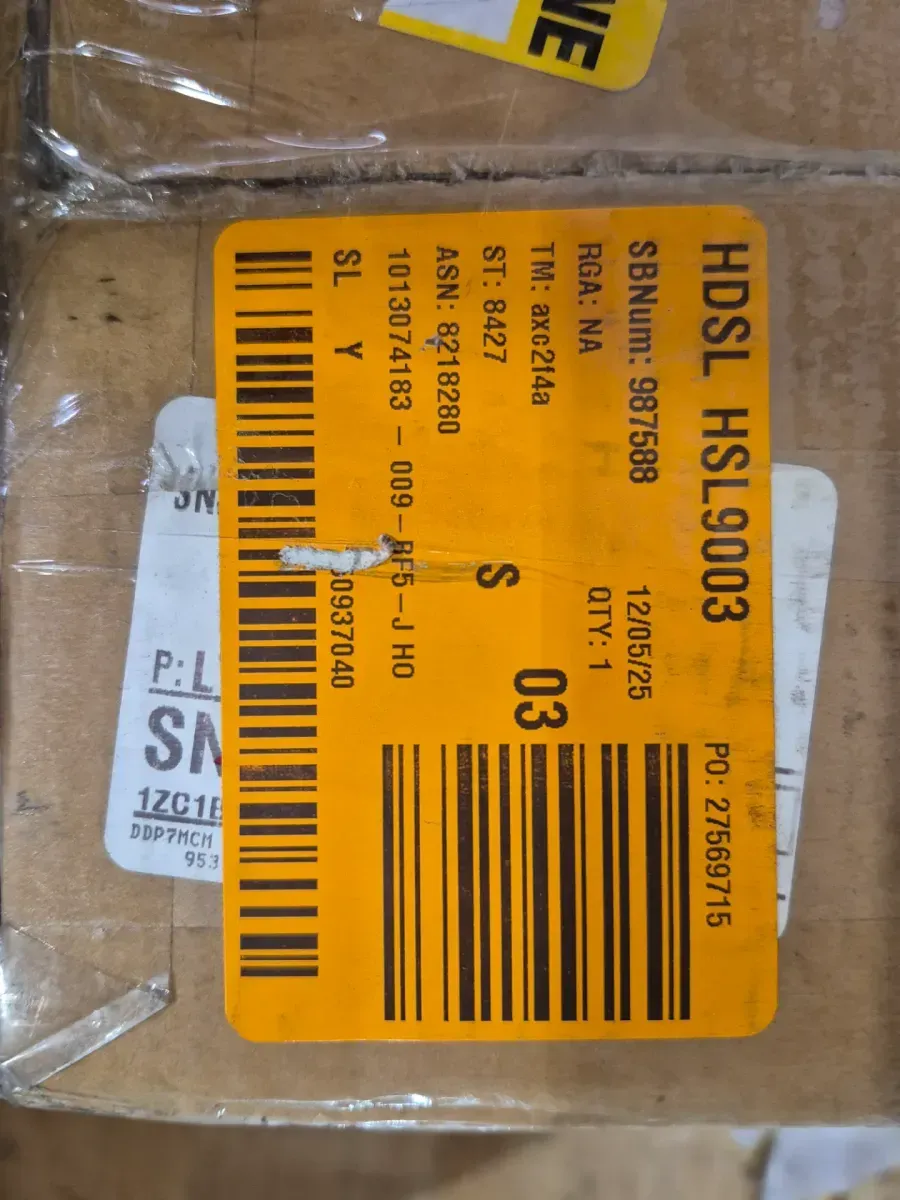 NE
HDSL HSL9003
PO: 27569715
SBNum: 987588 12/05/25
RGA: NA QTY: 1
TM: axc2f4a
03
ST: 8427
S
ASN: 8218280
1013074183 - 009-RF5-J HO
SL Y 0937040
SN
P:L
SN
1ZC1E
DDP7MCM
953